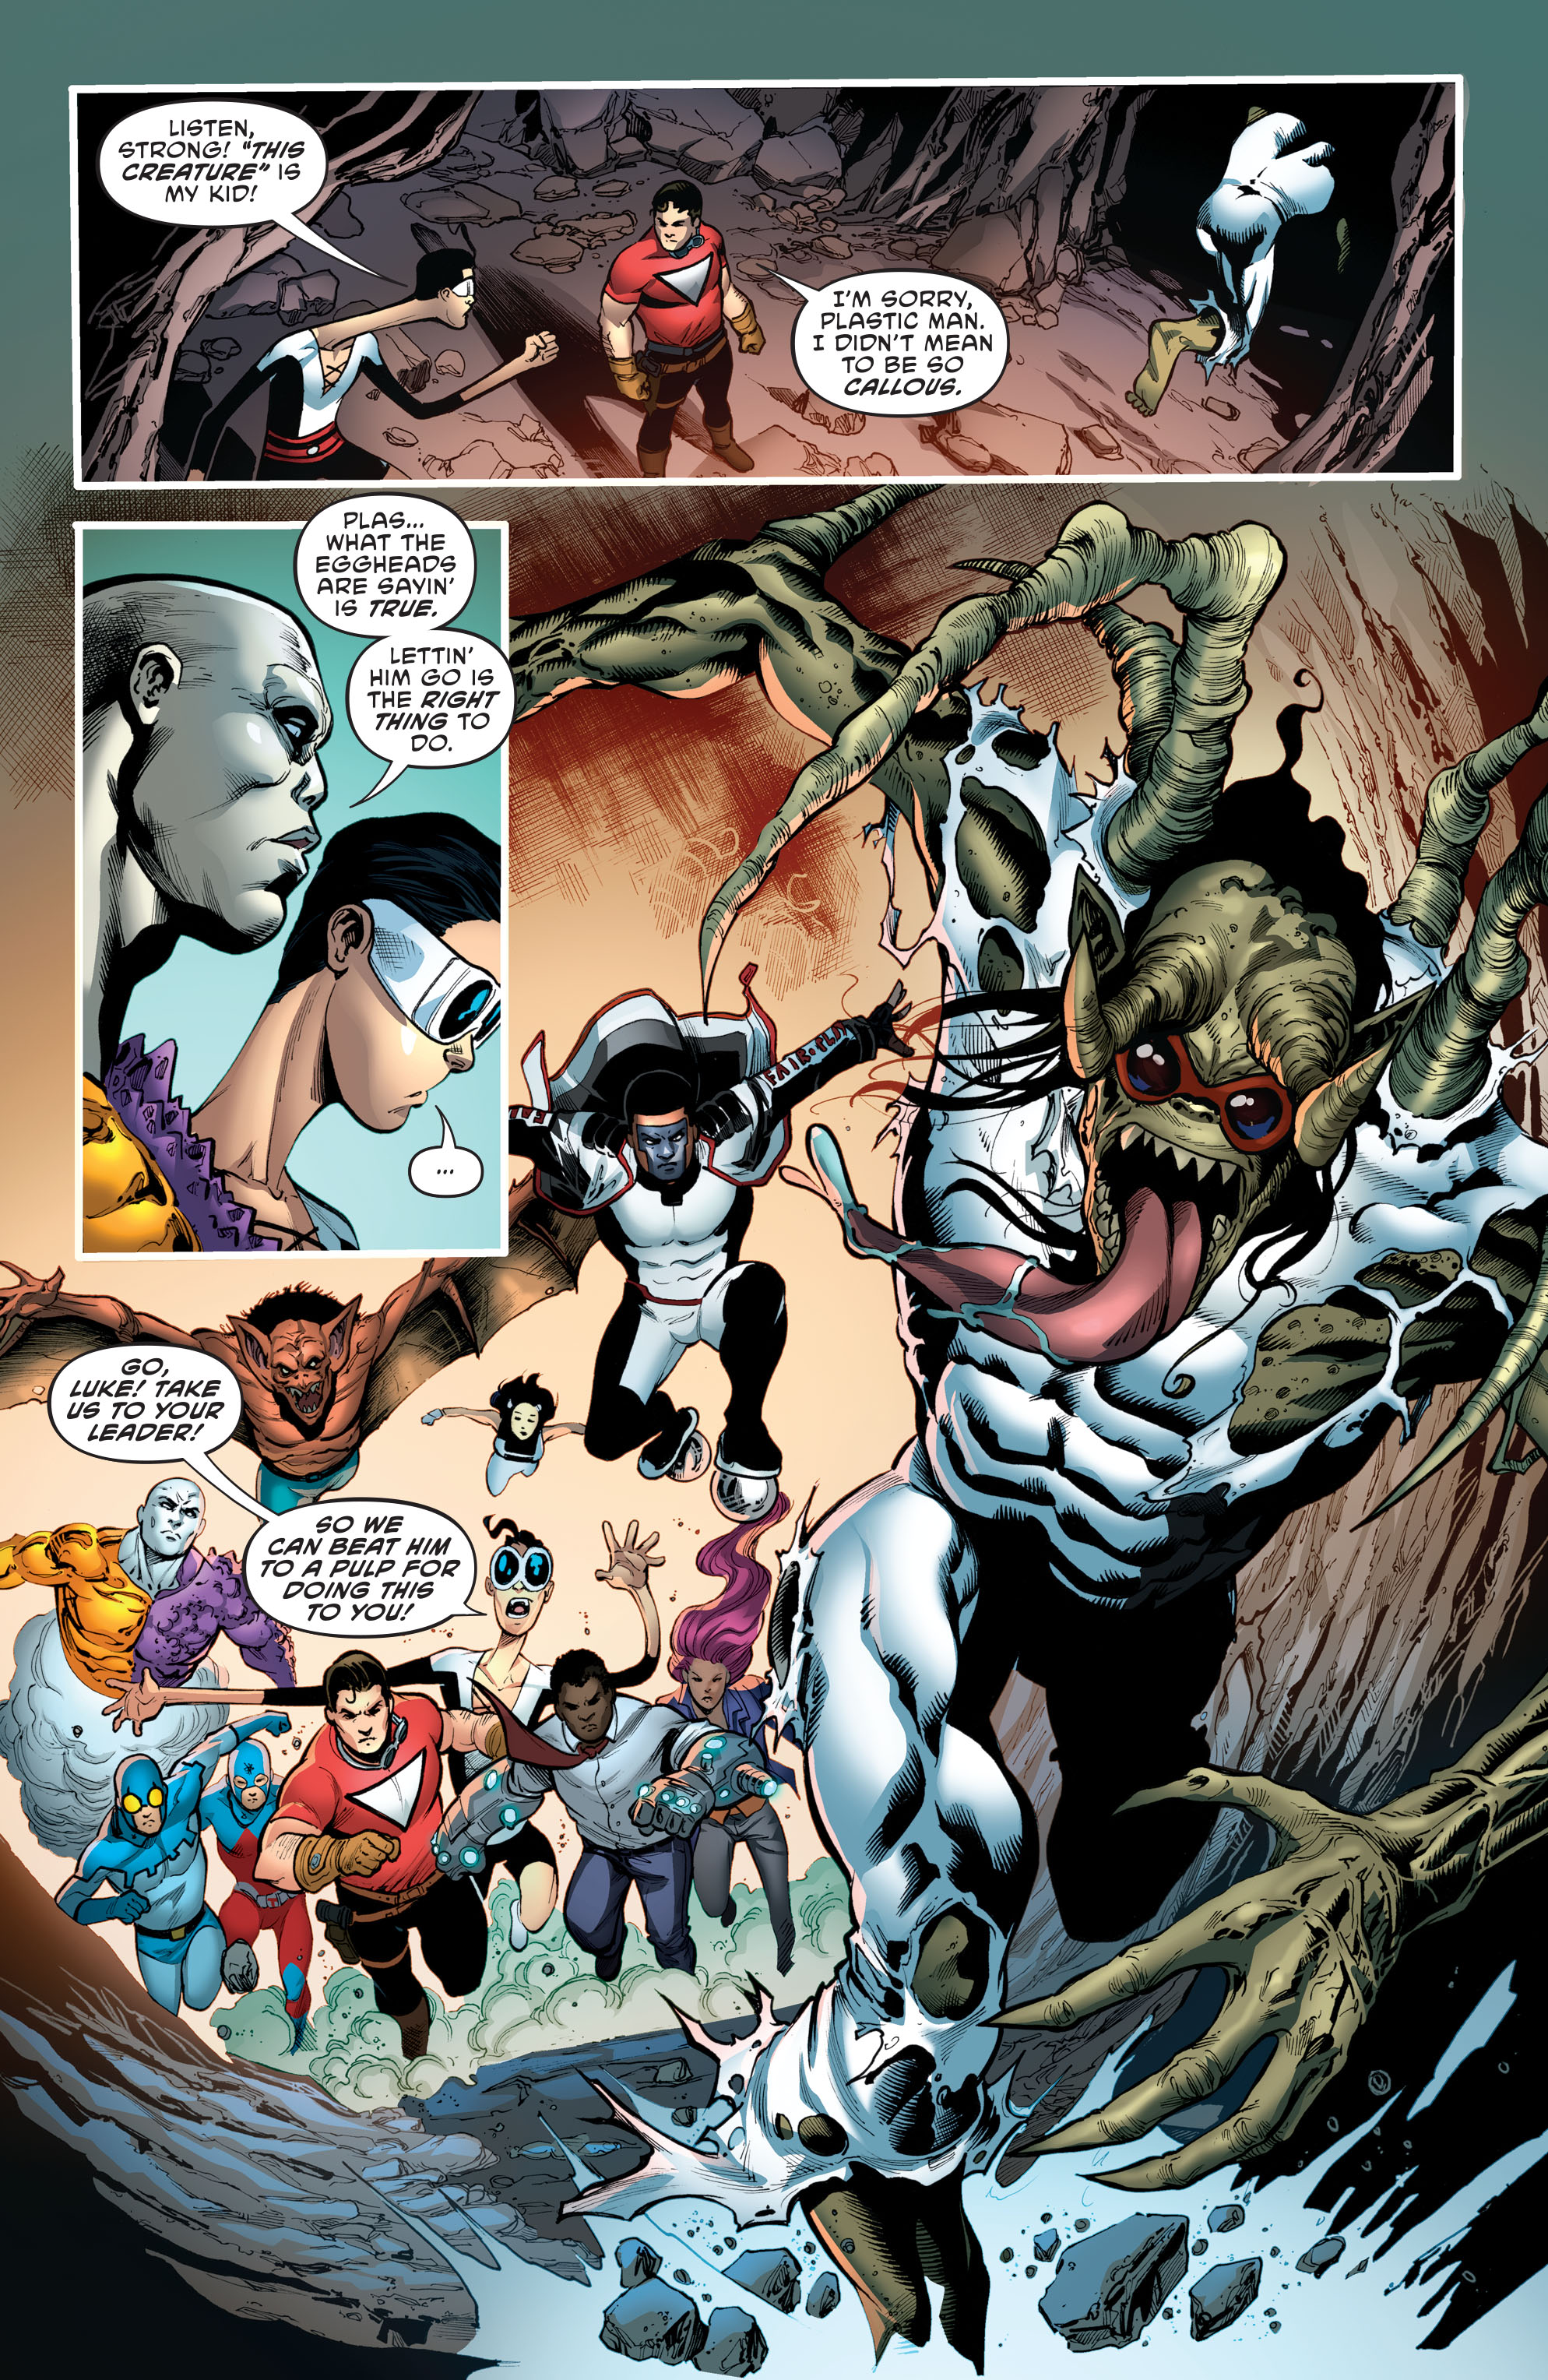 LISTEN,
STRONG! "THIS
CREATURE" IS
MY KID!
I'M SORRY,
PLASTIC MAN.
I DIDN'T MEAN
TO BE SO
CALLOUS.
PLAS...
WHAT THE
EGGHEADS
ARE SAYIN'
IS TRUE.
LETTIN'
HIM GO IS
THE RIGHT
THING TO
DO.
...
FAIR•PLAY
GO,
LUKE! TAKE
US TO YOUR
LEADER!
SO WE
CAN BEAT HIM
TO A PULP FOR
DOING THIS
TO YOU!